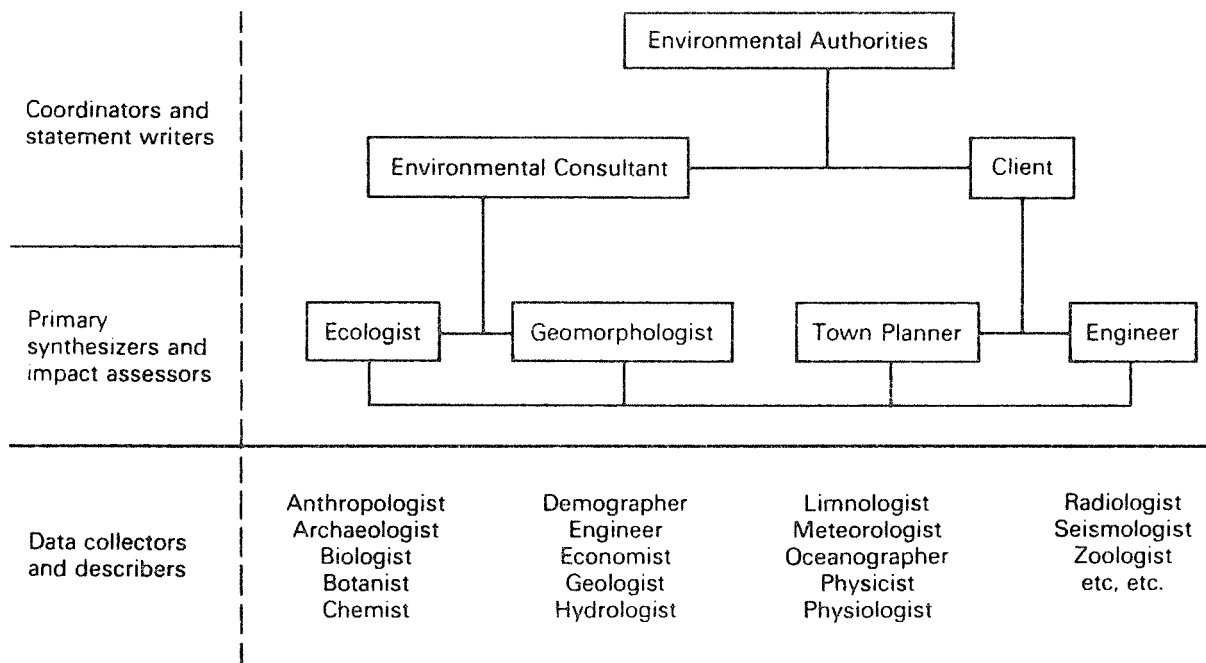 Environmental Authorities
Coordinators and
statement writers
Environmental Consultant
Client
Primary
synthesizers and
impact assessors
Ecologist
Geomorphologist
Town Planner
Engineer
Data collectors
and describers
Anthropologist
Archaeologist
Biologist
Botanist
Chemist
Demographer
Engineer
Economist
Geologist
Hydrologist
Limnologist
Meteorologist
Oceanographer
Physicist
Physiologist
Radiologist
Seismologist
Zoologist
etc, etc.